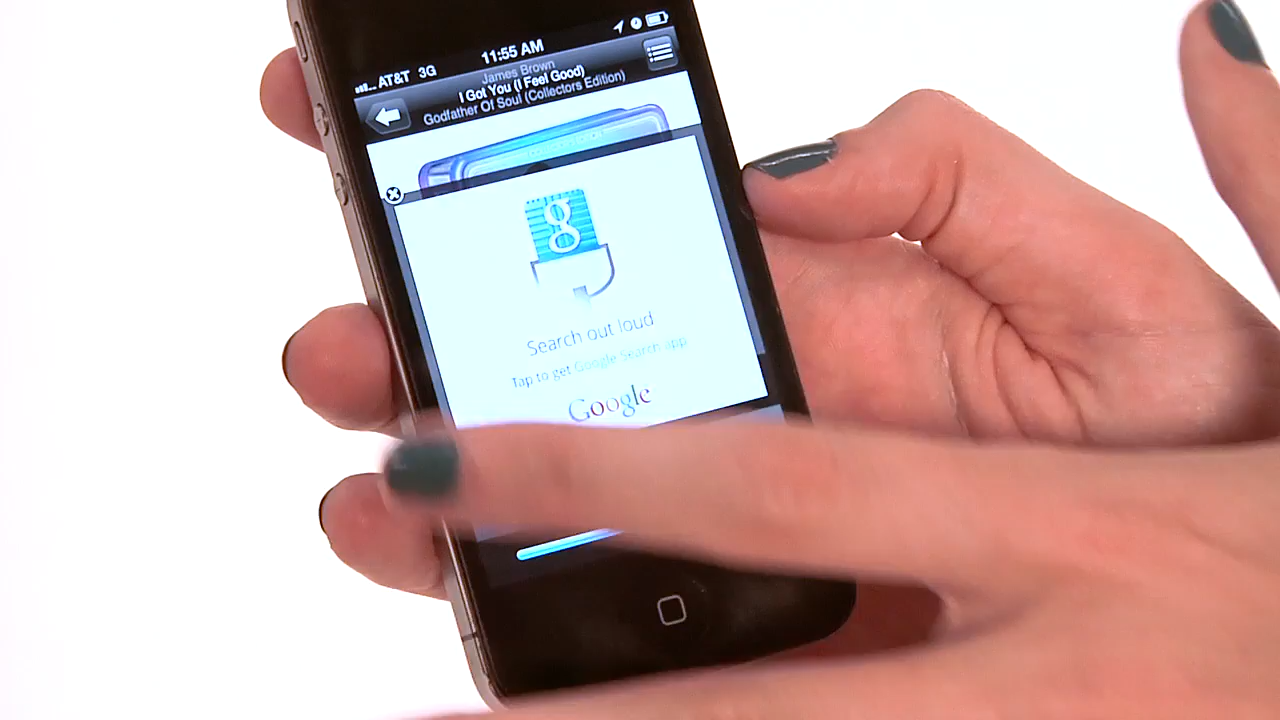 11:55 AM
AT&T 3G
James Brown
I Got You (I Feel Good)
Godfather Of Soul (Collectors Edition)
g
Search out loud
Tap to get Google Search app
Google